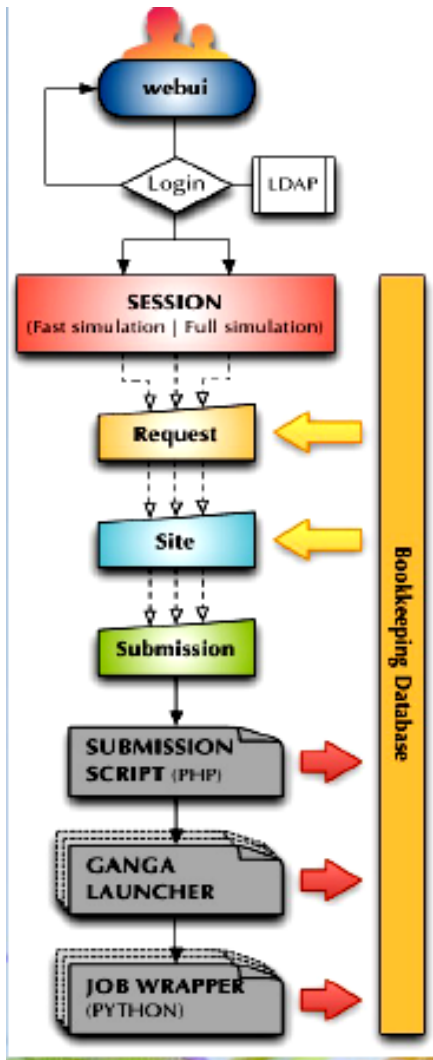 webui
Login
LDAP
SESSION
(Fast simulation | Full simulation)
Request
Site
Submission
SUBMISSION
SCRIPT (PHP)
GANGA
LAUNCHER
JOB WRAPPER
(PYTHON)
Bookkeeping Database